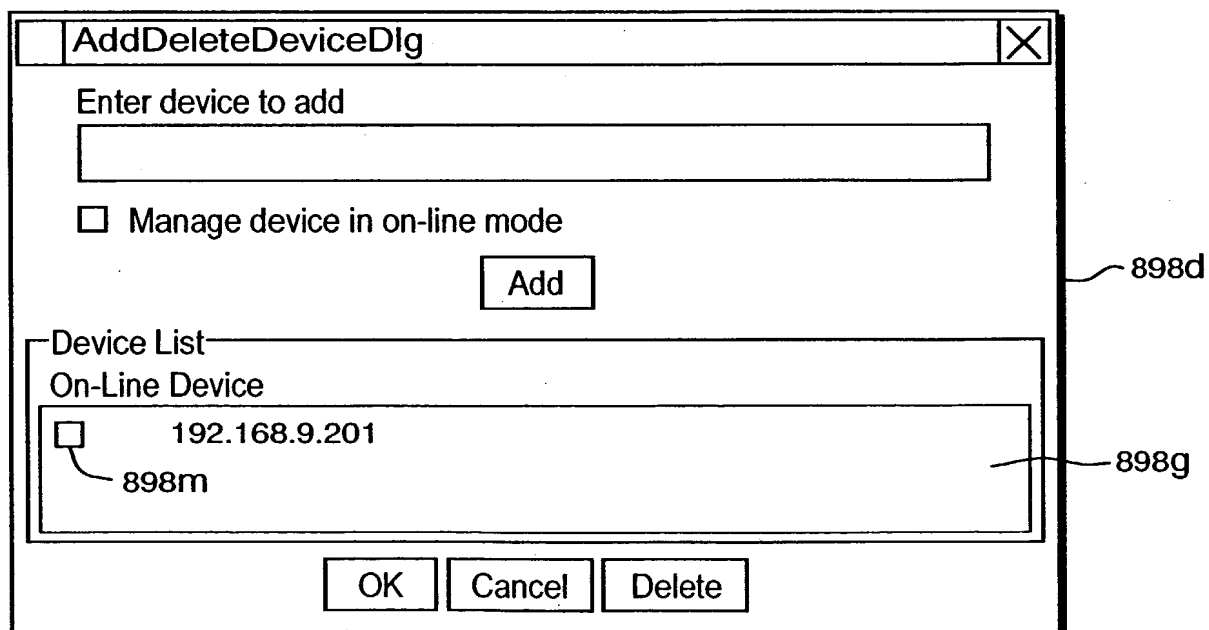 AddDeleteDeviceDlg
Enter device to add
Manage device in on-line mode
Add
898d
Device List
On-Line Device
192.168.9.201
898m
898g
OK Cancel Delete